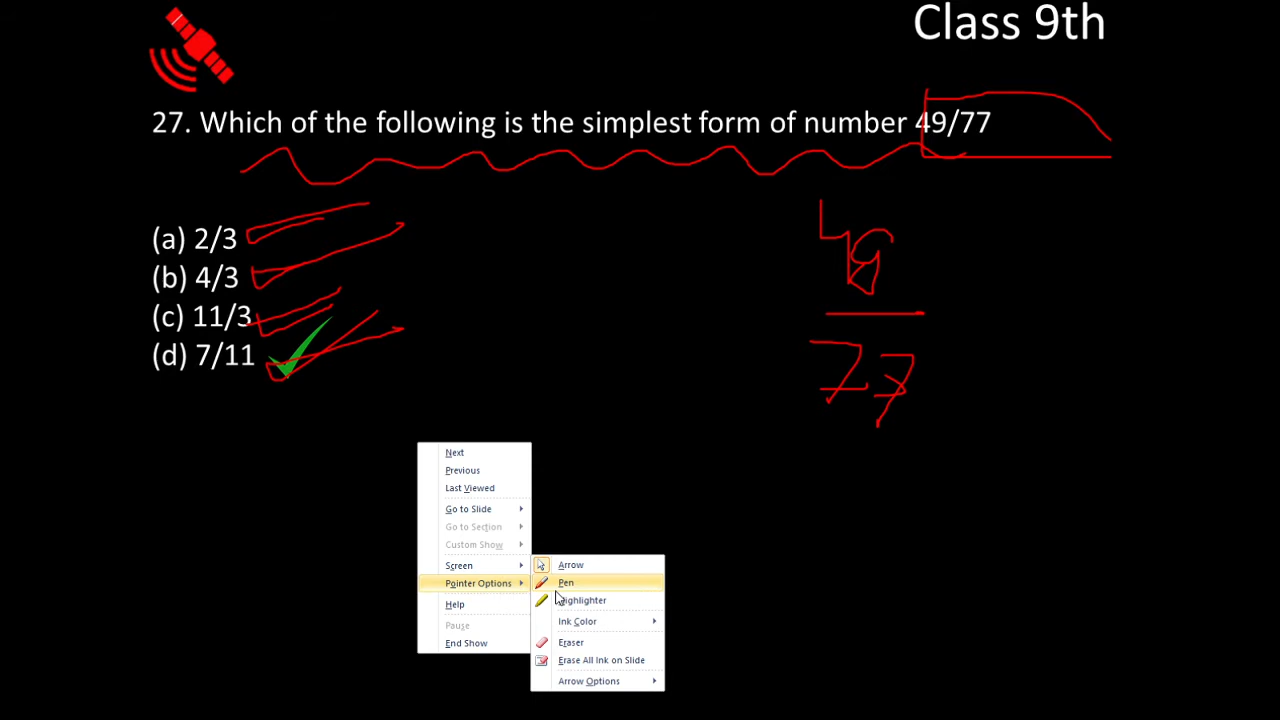 Class 9th
27. Which of the following is the simplest form of number 49/77
(a) 2/3
(b) 4/3
(c) 11/3
(d) 7/11
49
77
Next
Previous
Last Viewed
Go to Slide
Go to Section
Custom Show
Screen
Pointer Options
Help
Pause
End Show
Arrow
Pen
Highlighter
Ink Color
Eraser
Erase All Ink on Slide
Arrow Options